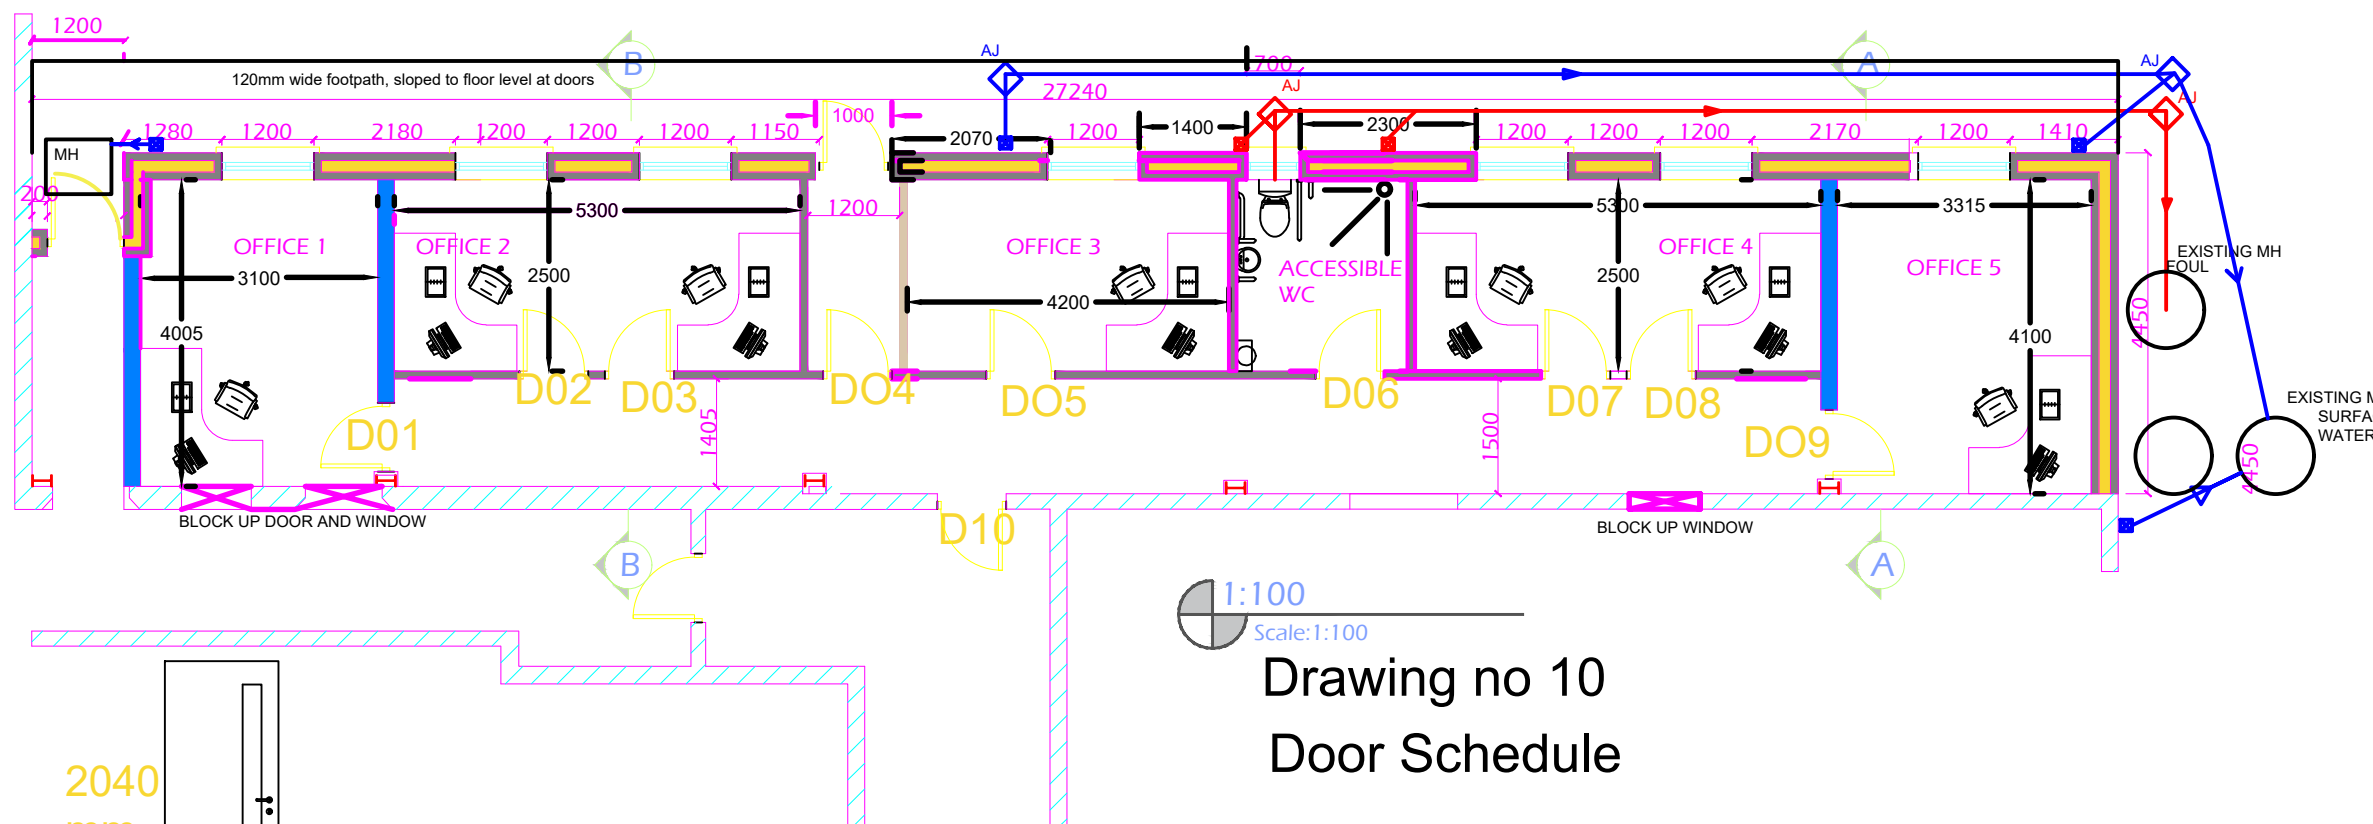 1200
AJ
B
A
AJ
120mm wide footpath, sloped to floor level at doors
700
AJ
27240
AJ
1280
1200
2180
1200
1200
1200
1150
1000
2070
1200
1400
2300
1200
1200
1200
2170
1200
1410
MH
200
5300
1200
5300
3315
OFFICE 1
OFFICE 2
OFFICE 3
OFFICE 4
OFFICE 5
EXISTING MH
FOUL
3100
2500
4200
ACCESSIBLE
WC
2500
4005
4100
4450
D01
D02
D03
DO4
DO5
D06
D07
D08
DO9
1405
1500
EXISTING M
SURFA
WATER
4450
BLOCK UP DOOR AND WINDOW
D10
BLOCK UP WINDOW
B
A
1:100
Scale:1:100
Drawing no 10
Door Schedule
2040